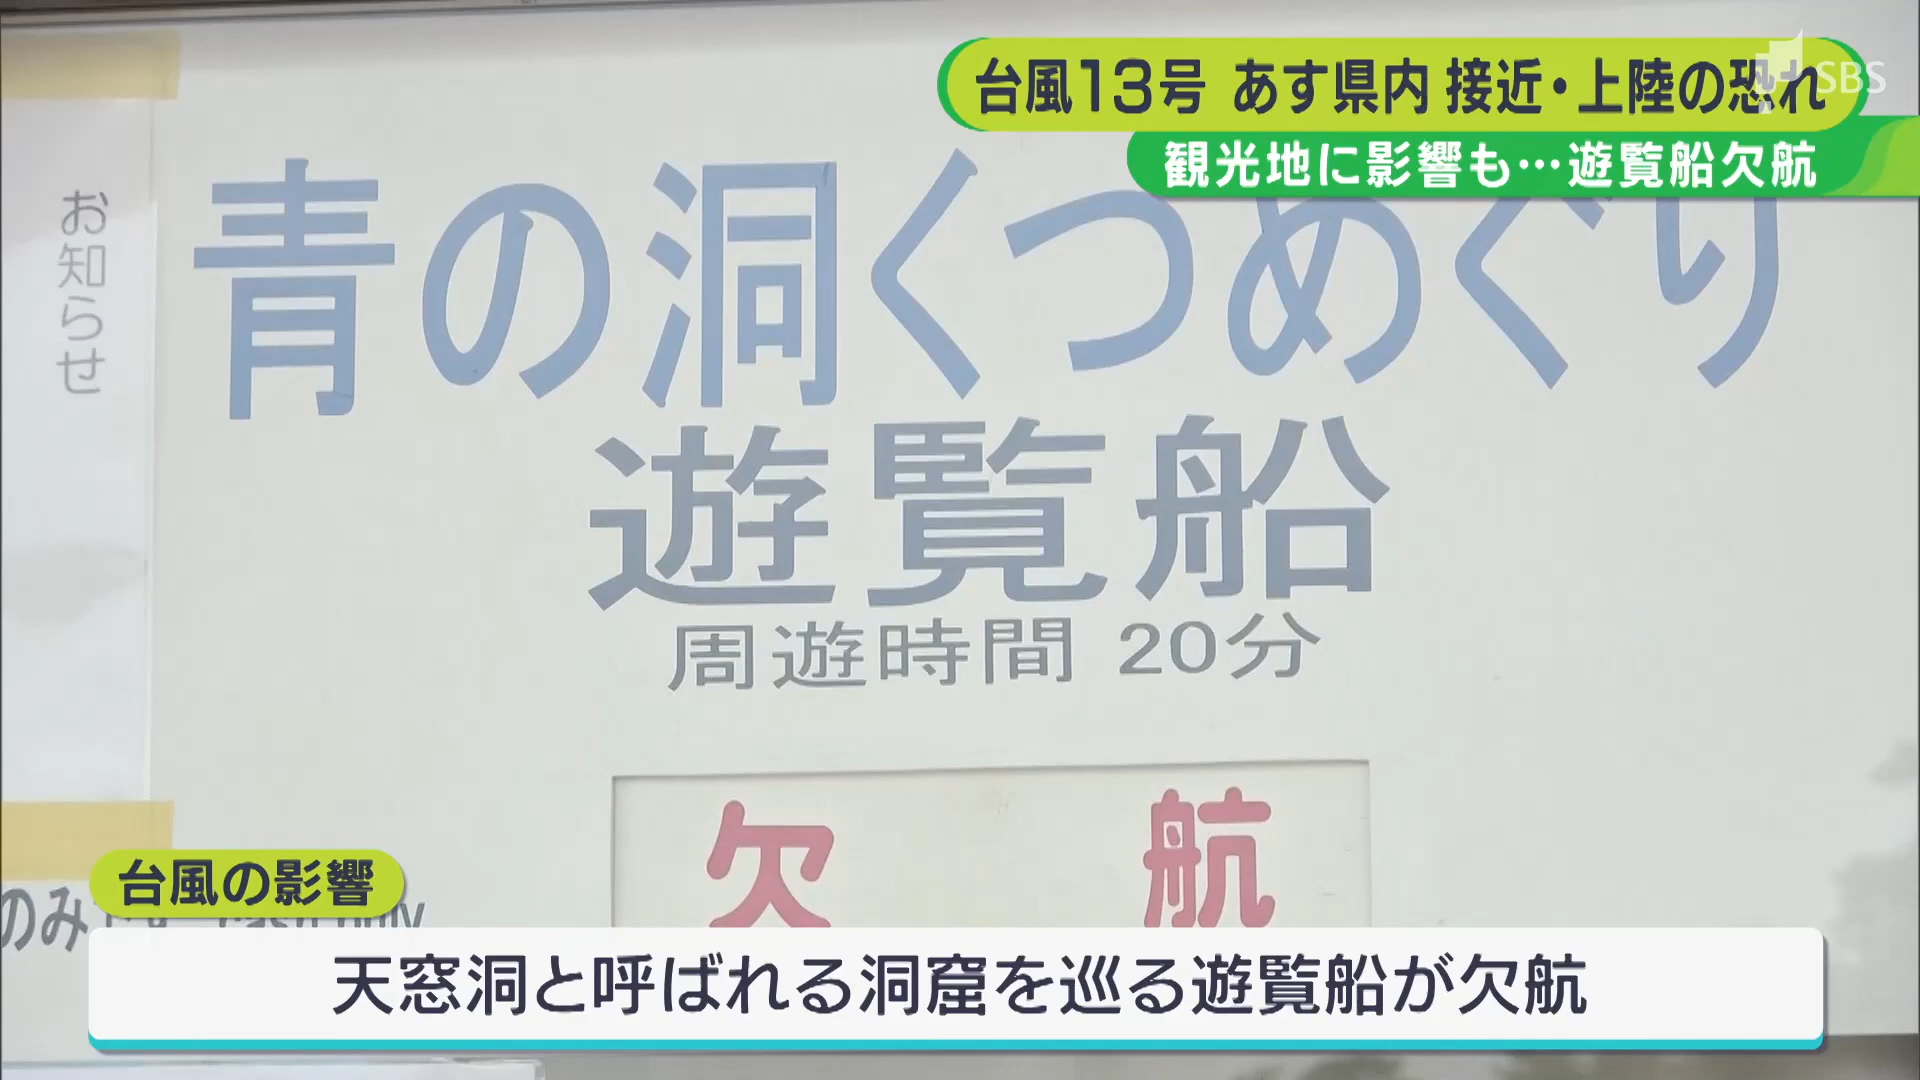 台風13号 あす県内 接近・上陸の恐れ
SBS
観光地に影響も…遊覧船欠航
お知らせ
青の洞くつめぐり
遊覧船
周遊時間 20分
欠 航
台風の影響
天窓洞と呼ばれる洞窟を巡る遊覧船が欠航